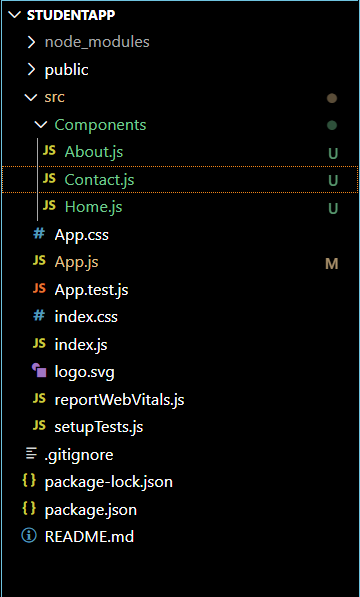 STUDENTAPP
node_modules
public
src
Components
JS About.js U
JS Contact.js U
JS Home.js U
# App.css
JS App.js M
JS App.test.js
# index.css
JS index.js
logo.svg
JS reportWebVitals.js
JS setupTests.js
.gitignore
{} package-lock.json
{} package.json
README.md